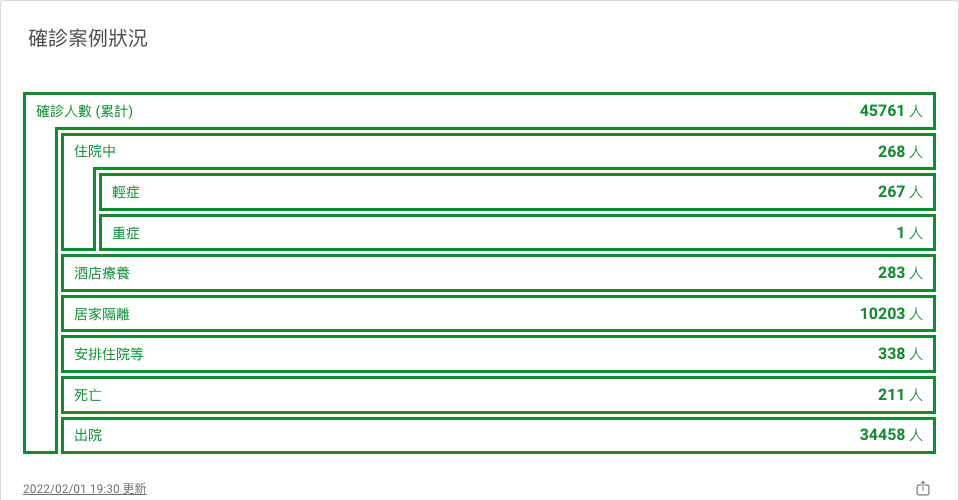 確診案例狀況
確診人數 (累計) 45761 人
住院中 268 人
輕症 267 人
重症 1 人
酒店療養 283 人
居家隔離 10203 人
安排住院等 338 人
死亡 211 人
出院 34458 人
2022/02/01 19:30 更新